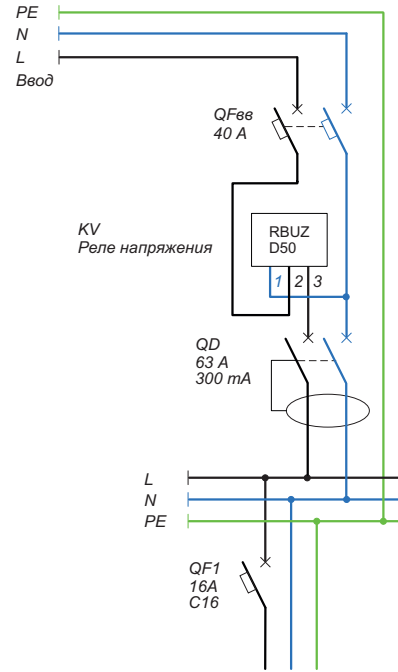 PE
N
L
Ввод
QFвв
40 А
KV
Реле напряжения
RBUZ
D50
1 2 3
QD
63 А
300 mA
L
N
PE
QF1
16А
C16